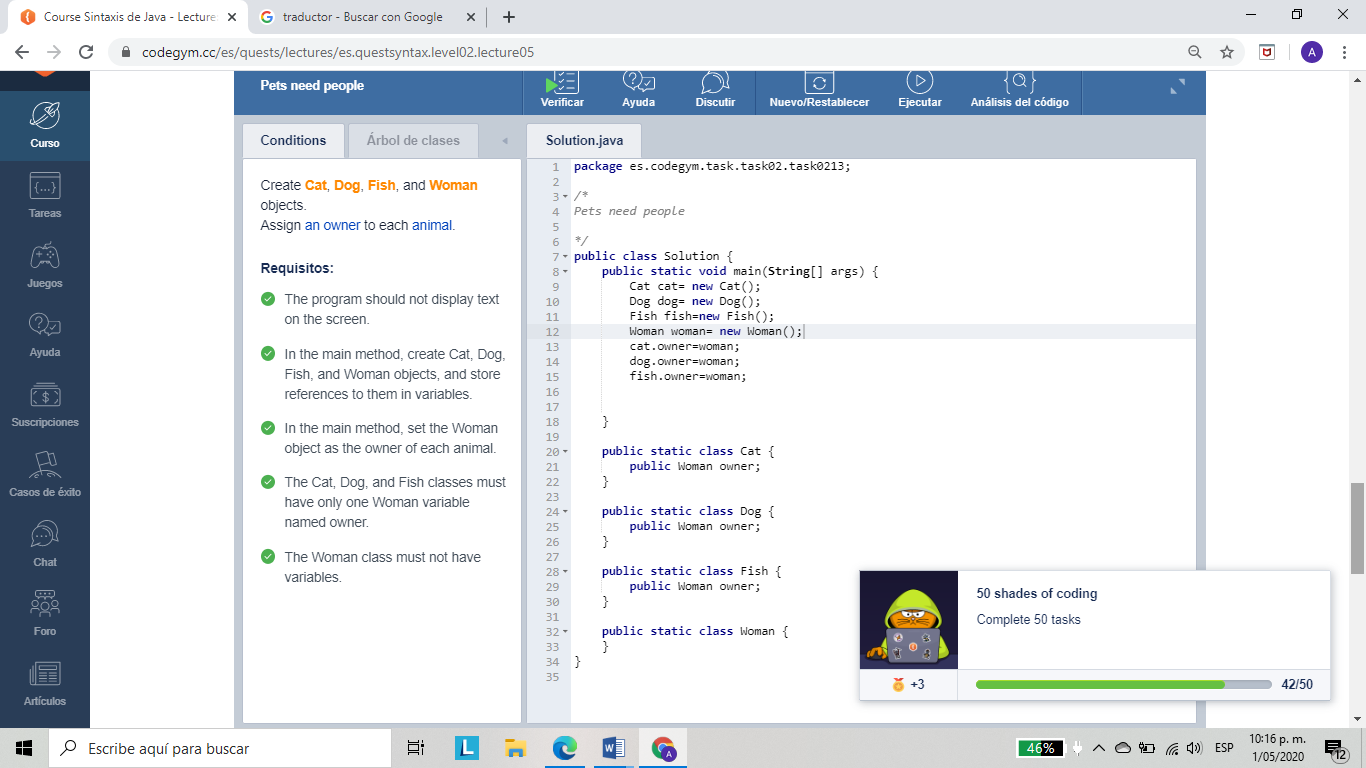 Course Sintaxis de Java - Lecture:
traductor - Buscar con Google
codegym.cc/es/quests/lectures/es.questsyntax.level02.lecture05
A
Curso
{...}
Tareas
Juegos
Ayuda
Suscripciones
Casos de éxito
Chat
Foro
Artículos
Pets need people
Verificar
Ayuda
Discutir
Nuevo/Restablecer
Ejecutar
Análisis del código
Conditions
Árbol de clases
Solution.java
Create Cat, Dog, Fish, and Woman
objects.
Assign an owner to each animal.
Requisitos:
The program should not display text
on the screen.
In the main method, create Cat, Dog,
Fish, and Woman objects, and store
references to them in variables.
In the main method, set the Woman
object as the owner of each animal.
The Cat, Dog, and Fish classes must
have only one Woman variable
named owner.
The Woman class must not have
variables.
1 package es.codegym.task.task02.task0213;
2
3 /*
4 Pets need people
5
6 */
7 public class Solution {
8 public static void main(String[] args) {
9 Cat cat= new Cat();
10 Dog dog= new Dog();
11 Fish fish=new Fish();
12 Woman woman= new Woman();
13 cat.owner=woman;
14 dog.owner=woman;
15 fish.owner=woman;
16
17
18 }
19
20 public static class Cat {
21 public Woman owner;
22 }
23
24 public static class Dog {
25 public Woman owner;
26 }
27
28 public static class Fish {
29 public Woman owner;
30 }
31
32 public static class Woman {
33 }
34 }
35
50 shades of coding
Complete 50 tasks
+3
42/50
Escribe aquí para buscar
L
W
A
46%
ESP
10:16 p. m.
1/05/2020
12